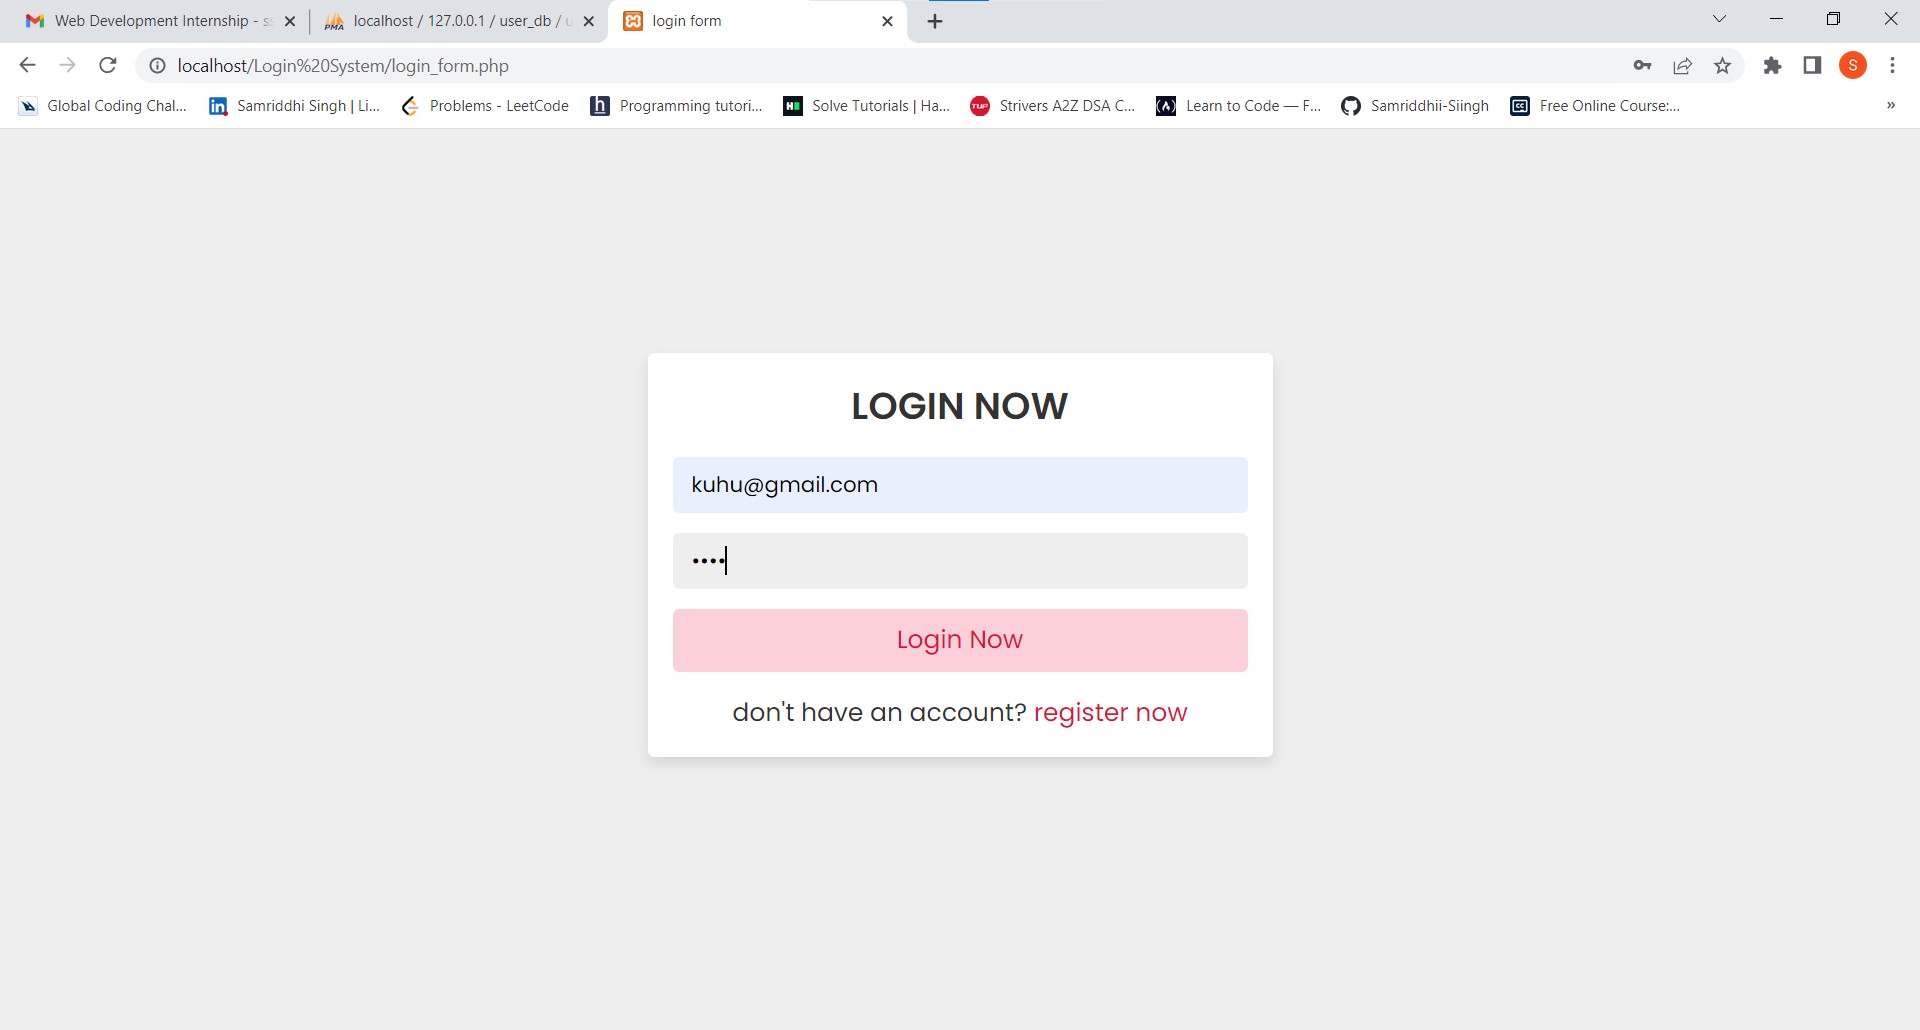 Web Development Internship - ss
localhost / 127.0.0.1 / user_db / u
login form
localhost/Login%20System/login_form.php
S
Global Coding Chal...
Samriddhi Singh | Li...
Problems - LeetCode
Programming tutori...
Solve Tutorials | Ha...
Strivers A2Z DSA C...
Learn to Code — F...
Samriddhii-Siingh
Free Online Course:...
»
LOGIN NOW
kuhu@gmail.com
••••
Login Now
don't have an account? register now